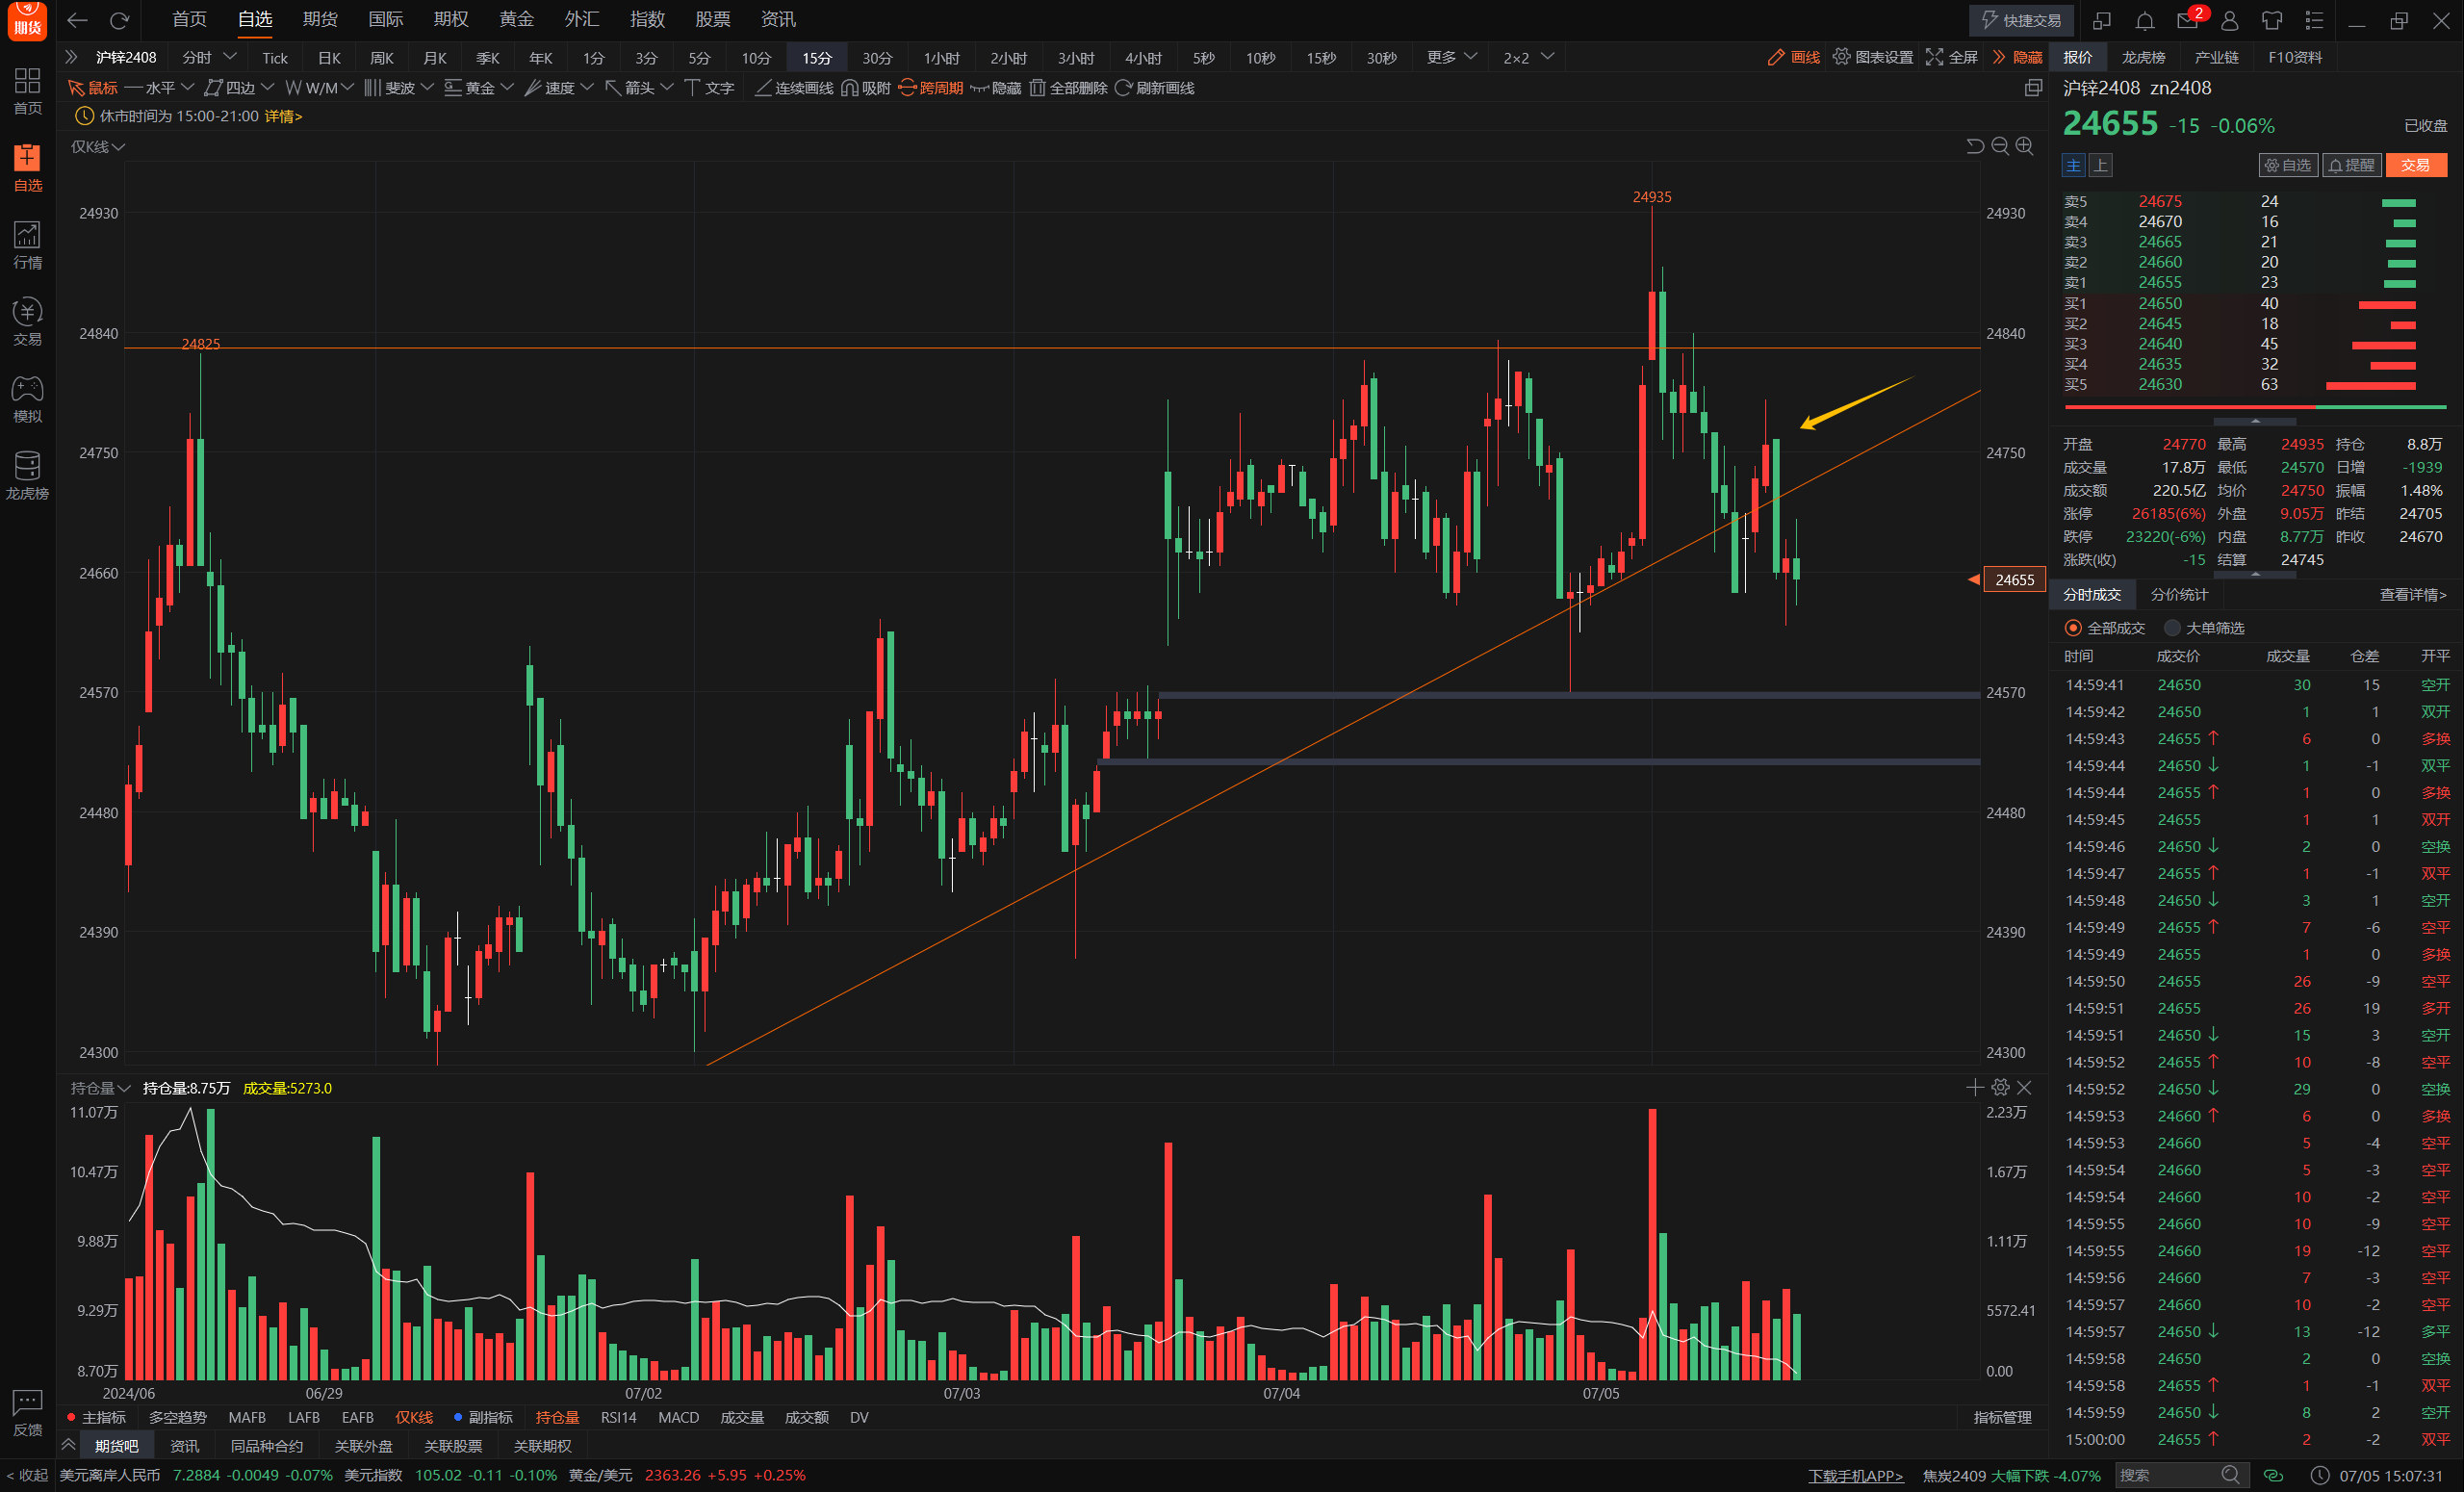 期货 首页 自选 期货 国际 期权 黄金 外汇 指数 股票 资讯 快捷交易 2
沪锌2408 分时 Tick 日K 周K 月K 季K 年K 1分 3分 5分 10分 15分 30分 1小时 2小时 3小时 4小时 5秒 10秒 15秒 30秒 更多 2×2 画线 图表设置 全屏 隐藏
鼠标 水平 四边 W/M 斐波 黄金 速度 箭头 文字 连续画线 吸附 跨周期 隐藏 全部删除 刷新画线
休市时间为 15:00-21:00 详情>
首页
自选
行情
交易
模拟
龙虎榜
反馈
< 收起
仅K线
24930
24840
24750
24660
24570
24480
24390
24300
24825
24935
24930
24840
24750
24655
24570
24480
24390
24300
持仓量 持仓量:8.75万 成交量:5273.0
11.07万 2.23万
10.47万 1.67万
9.88万 1.11万
9.29万 5572.41
8.70万 0.00
2024/06 06/29 07/02 07/03 07/04 07/05
主指标 多空趋势 MAFB LAFB EAFB 仅K线 副指标 持仓量 RSI14 MACD 成交量 成交额 DV 指标管理
期货吧 资讯 同品种合约 关联外盘 关联股票 关联期权
报价 龙虎榜 产业链 F10资料
沪锌2408 zn2408
24655 -15 -0.06% 已收盘
主 上 自选 提醒 交易
卖5 24675 24
卖4 24670 16
卖3 24665 21
卖2 24660 20
卖1 24655 23
买1 24650 40
买2 24645 18
买3 24640 45
买4 24635 32
买5 24630 63
开盘 24770 最高 24935 持仓 8.8万
成交量 17.8万 最低 24570 日增 -1939
成交额 220.5亿 均价 24750 振幅 1.48%
涨停 26185(6%) 外盘 9.05万 昨结 24705
跌停 23220(-6%) 内盘 8.77万 昨收 24670
涨跌(收) -15 结算 24745
分时成交 分价统计 查看详情>
全部成交 大单筛选
时间 成交价 成交量 仓差 开平
14:59:41 24650 30 15 空开
14:59:42 24650 1 1 双开
14:59:43 24655 ↑ 6 0 多换
14:59:44 24650 ↓ 1 -1 双平
14:59:44 24655 ↑ 1 0 多换
14:59:45 24655 1 1 双开
14:59:46 24650 ↓ 2 0 空换
14:59:47 24655 ↑ 1 -1 双平
14:59:48 24650 ↓ 3 1 空开
14:59:49 24655 ↑ 7 -6 空平
14:59:49 24655 1 0 多换
14:59:50 24655 26 -9 空平
14:59:51 24655 26 19 多开
14:59:51 24650 ↓ 15 3 空开
14:59:52 24655 ↑ 10 -8 空平
14:59:52 24650 ↓ 29 0 空换
14:59:53 24660 ↑ 6 0 多换
14:59:53 24660 5 -4 空平
14:59:54 24660 5 -3 空平
14:59:54 24660 10 -2 空平
14:59:55 24660 10 -9 空平
14:59:55 24660 19 -12 空平
14:59:56 24660 7 -3 空平
14:59:57 24660 10 -2 空平
14:59:57 24650 ↓ 13 -12 多平
14:59:58 24650 2 0 空换
14:59:58 24655 ↑ 1 -1 双平
14:59:59 24650 ↓ 8 2 空开
15:00:00 24655 ↑ 2 -2 双平
美元离岸人民币 7.2884 -0.0049 -0.07% 美元指数 105.02 -0.11 -0.10% 黄金/美元 2363.26 +5.95 +0.25% 下载手机APP> 焦炭2409 大幅下跌 -4.07% 搜索 07/05 15:07:31